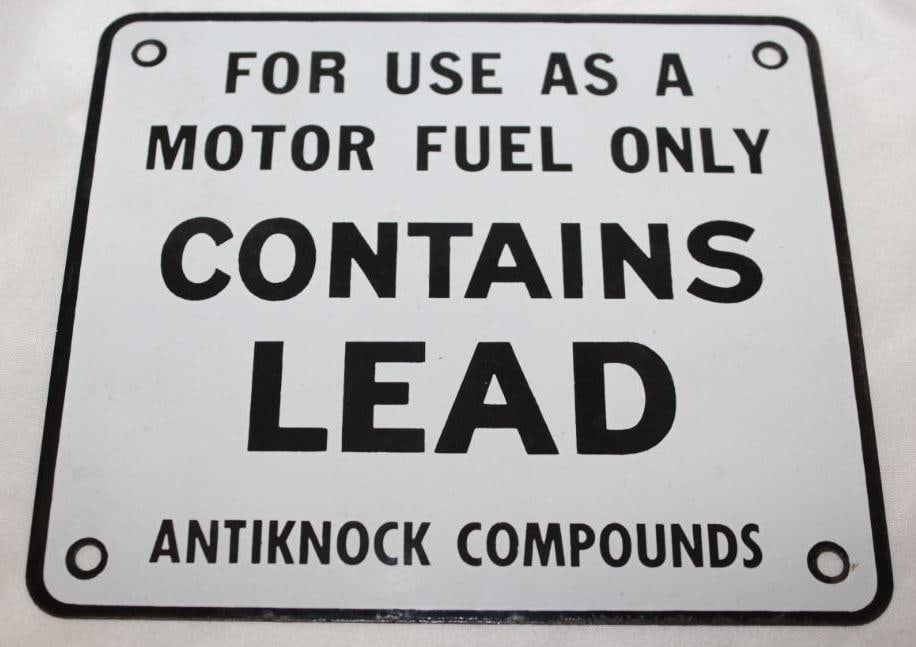 FOR USE AS A
MOTOR FUEL ONLY
CONTAINS
LEAD
ANTIKNOCK COMPOUNDS